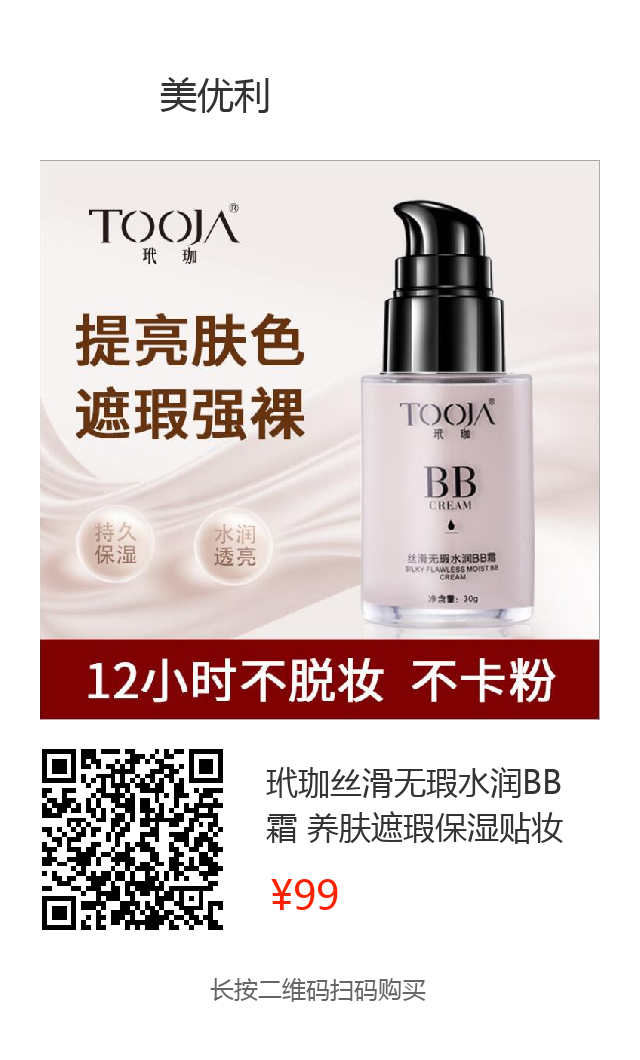 美优利
TOOJA®
玳 珈
提亮肤色
遮瑕强裸
持久
保湿
水润
透亮
TOOJA®
玳 珈
BB
CREAM
丝滑无瑕水润BB霜
SILKY FLAWLESS MOIST BB
CREAM
净含量：30g
12小时不脱妆 不卡粉
玳珈丝滑无瑕水润BB
霜 养肤遮瑕保湿贴妆
¥99
长按二维码扫码购买